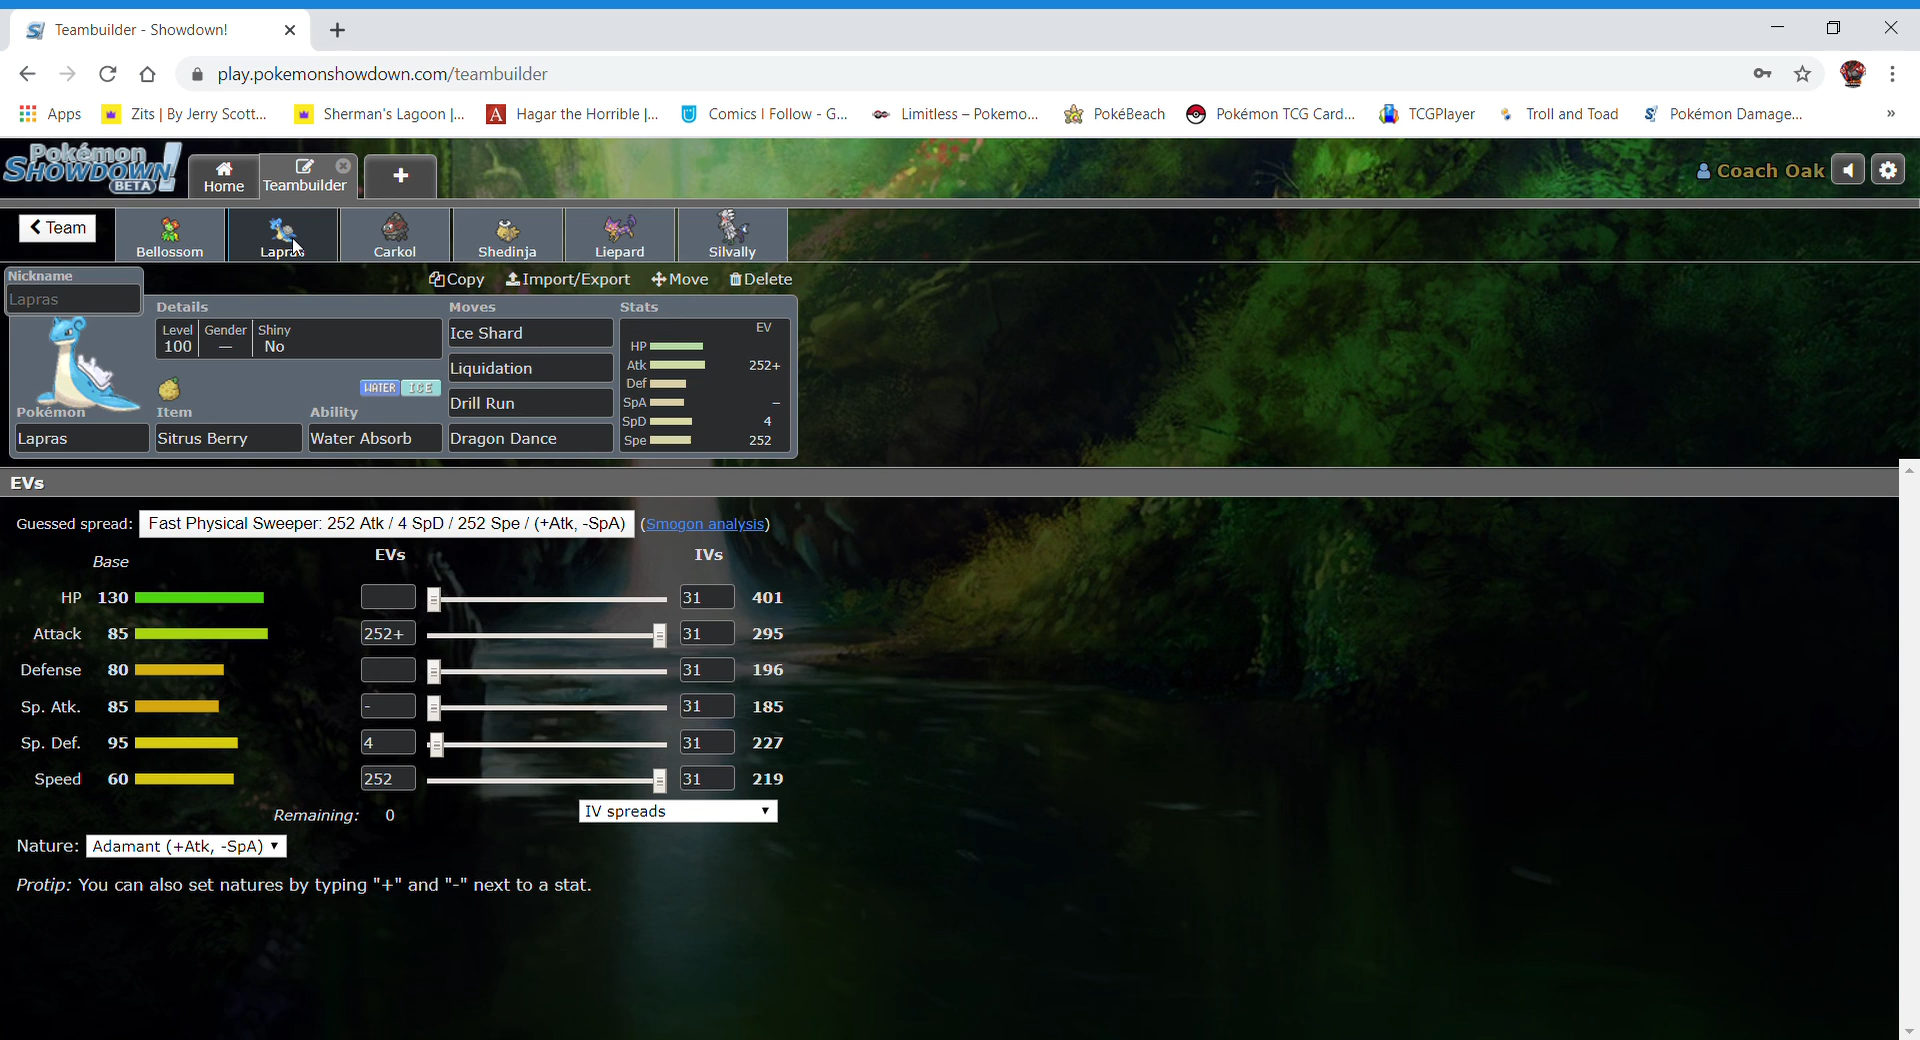 Teambuilder - Showdown!
play.pokemonshowdown.com/teambuilder
Apps
Zits | By Jerry Scott...
Sherman's Lagoon |...
Hagar the Horrible |...
Comics I Follow - G...
Limitless – Pokemo...
PokéBeach
Pokémon TCG Card...
TCGPlayer
Troll and Toad
Pokémon Damage...
»
Pokémon
SHOWDOWN!
BETA
Home
Teambuilder
Coach Oak
Team
Bellossom
Lapras
Carkol
Shedinja
Liepard
Silvally
Nickname
Lapras
Copy
Import/Export
Move
Delete
Details
Level
100
Gender
—
Shiny
No
WATER
ICE
Pokémon
Lapras
Item
Sitrus Berry
Ability
Water Absorb
Moves
Ice Shard
Liquidation
Drill Run
Dragon Dance
Stats
EV
HP
Atk 252+
Def
SpA –
SpD 4
Spe 252
EVs
Guessed spread: Fast Physical Sweeper: 252 Atk / 4 SpD / 252 Spe / (+Atk, -SpA) (Smogon analysis)
Base EVs IVs
HP 130 31 401
Attack 85 252+ 31 295
Defense 80 31 196
Sp. Atk. 85 - 31 185
Sp. Def. 95 4 31 227
Speed 60 252 31 219
Remaining: 0 IV spreads
Nature: Adamant (+Atk, -SpA)
Protip: You can also set natures by typing "+" and "-" next to a stat.